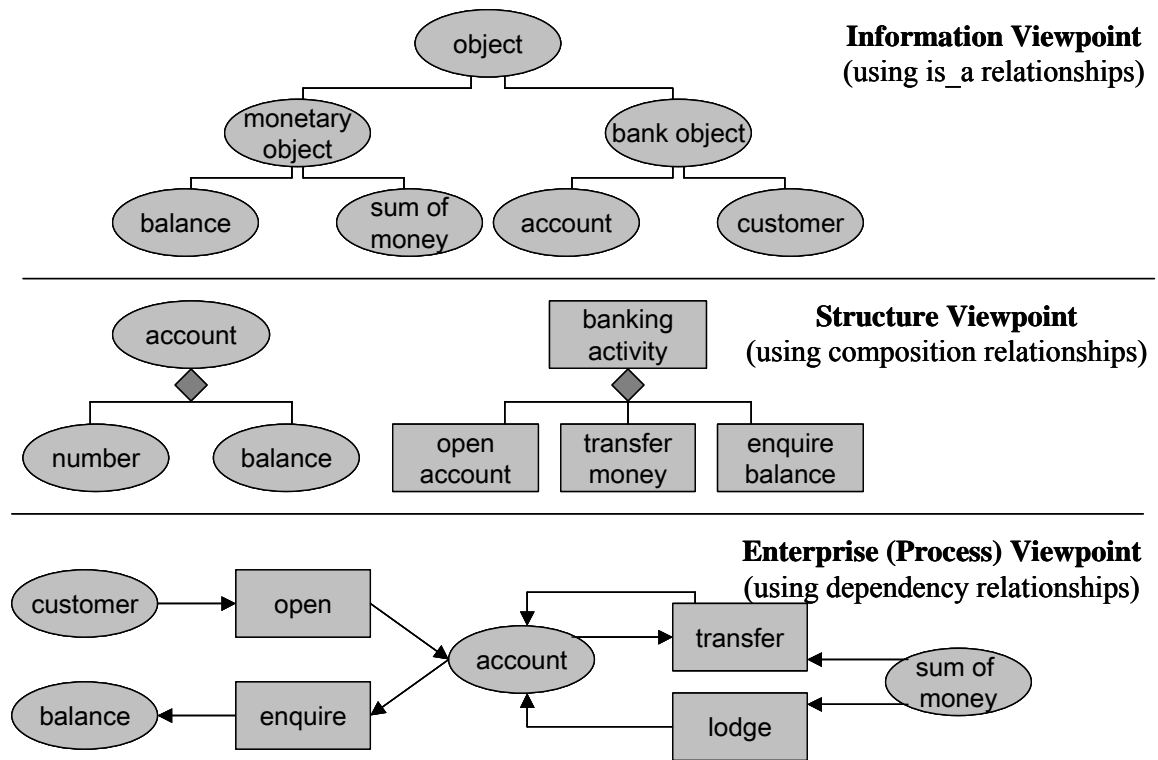 object
Information Viewpoint
(using is_a relationships)
monetary
object
bank object
balance
sum of
money
account
customer
account
banking
activity
Structure Viewpoint
(using composition relationships)
number
balance
open
account
transfer
money
enquire
balance
Enterprise (Process) Viewpoint
(using dependency relationships)
customer
open
account
transfer
sum of
money
balance
enquire
lodge